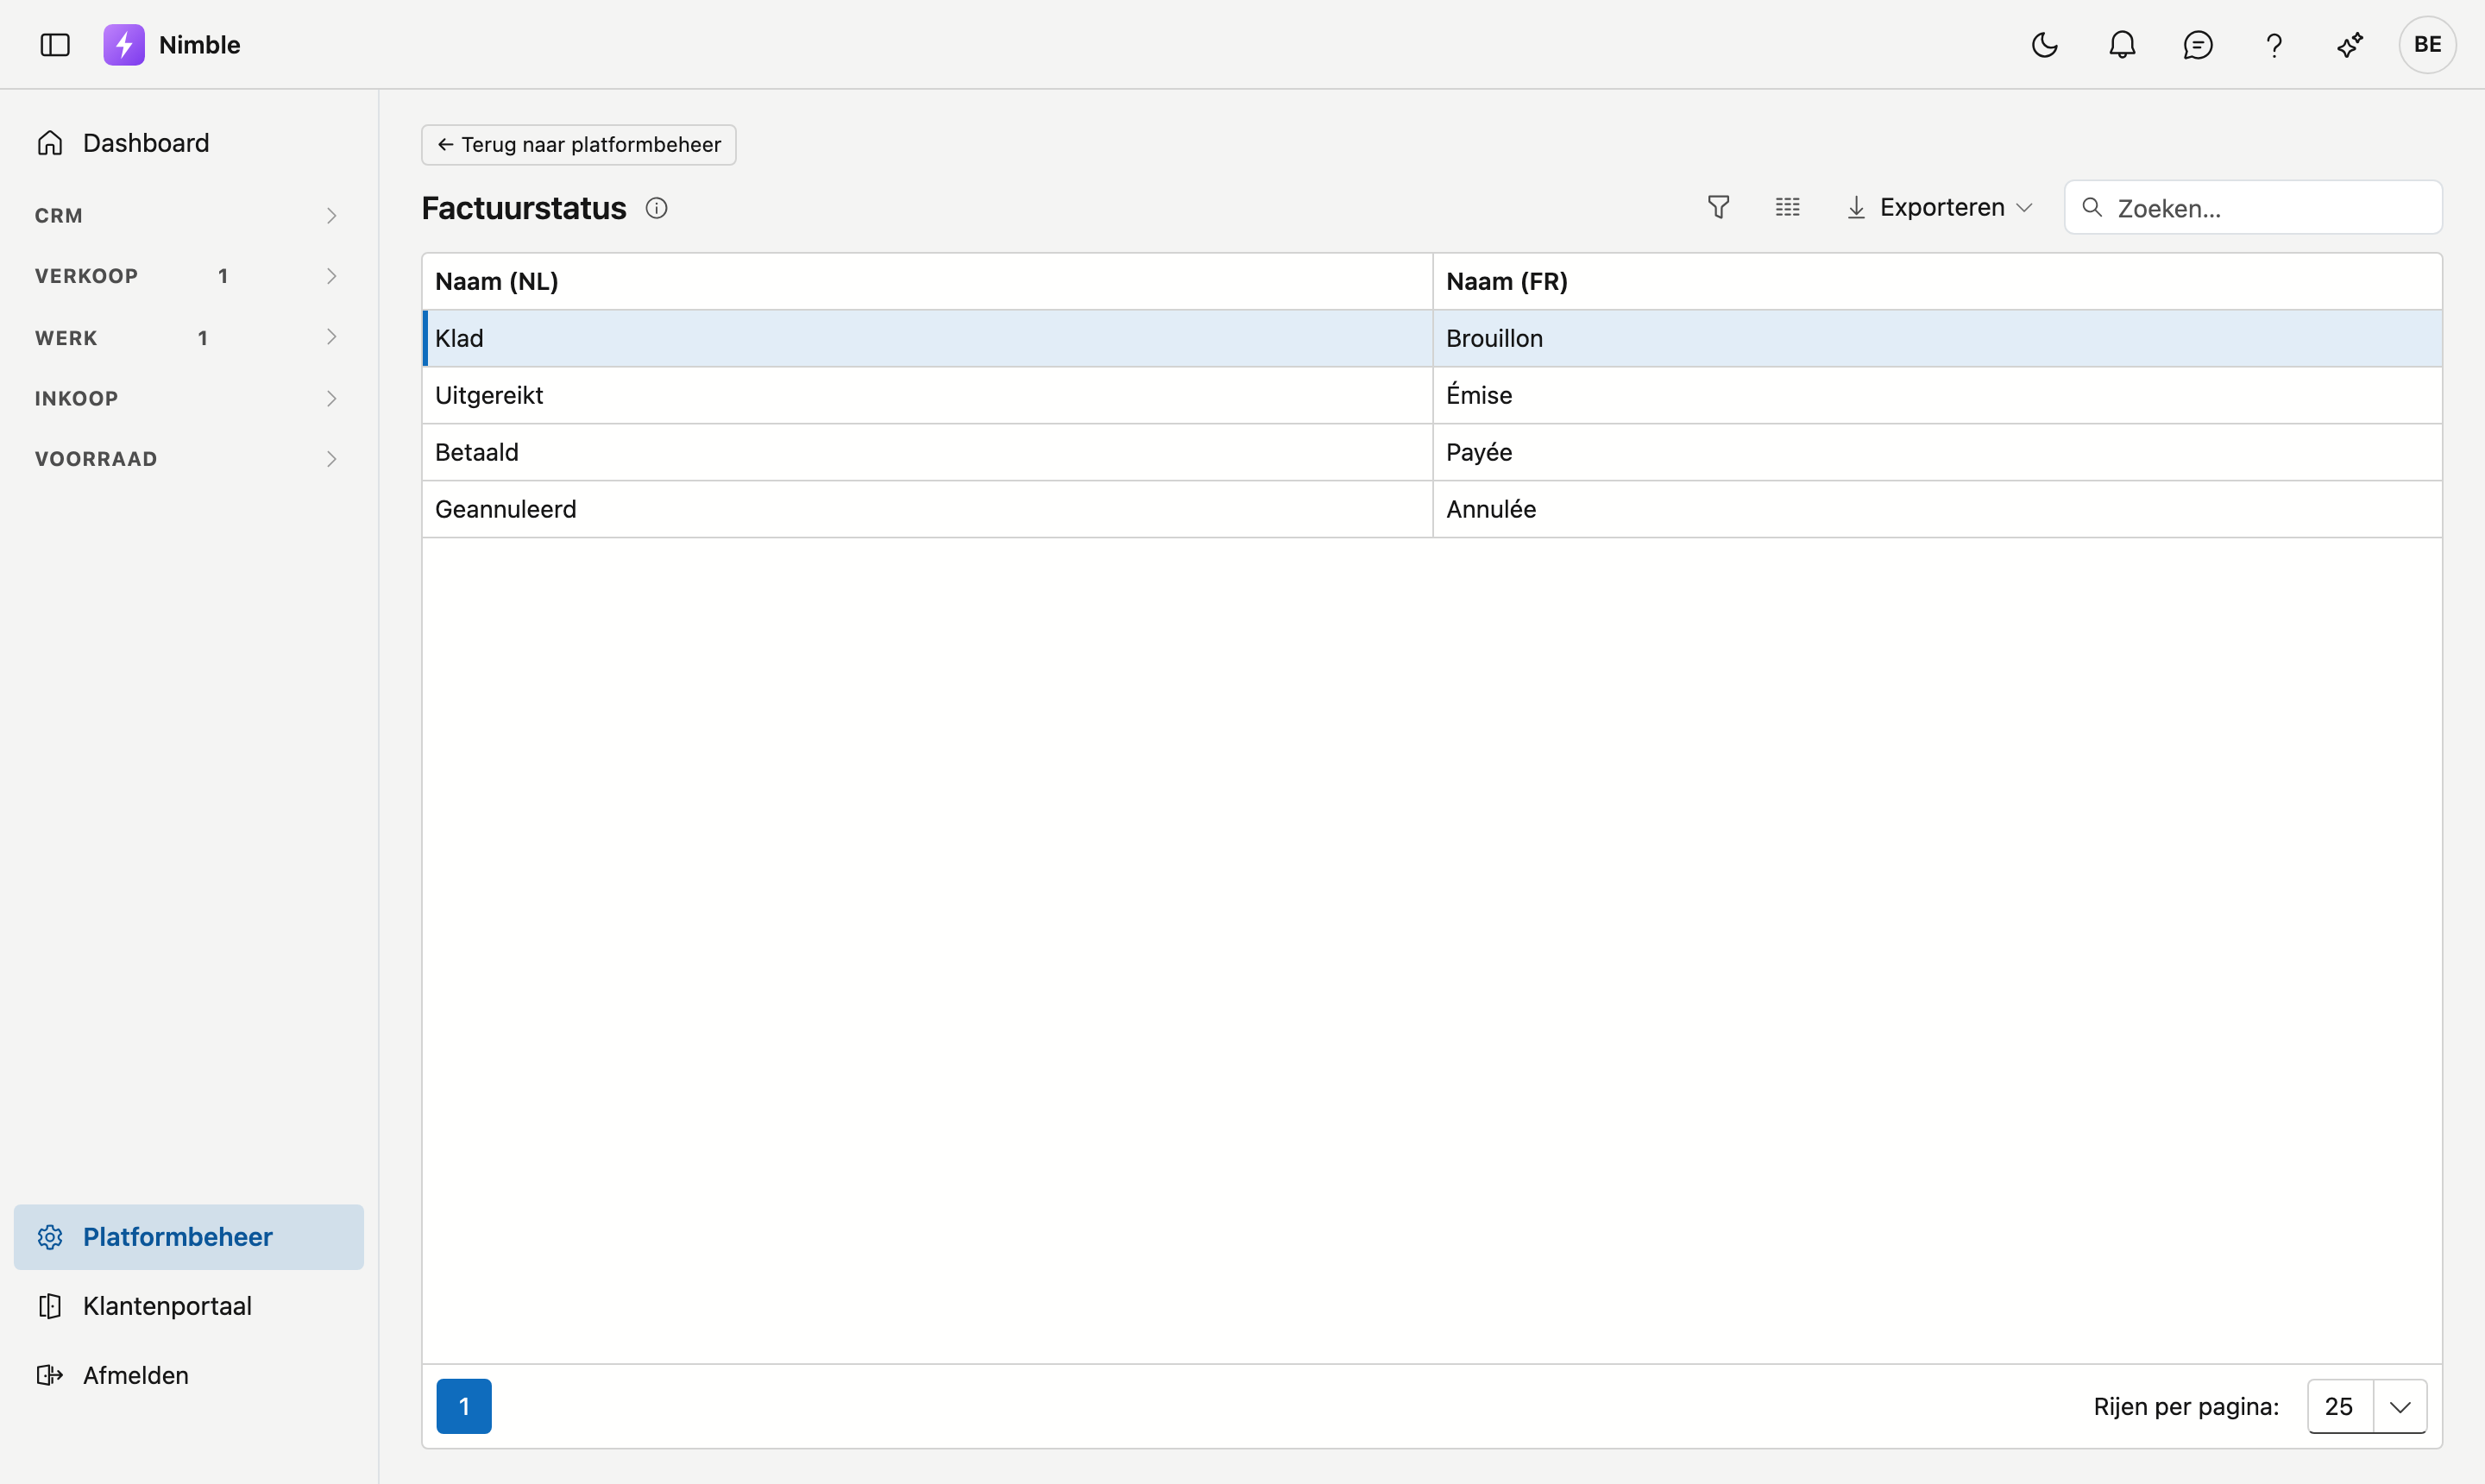 Nimble
BE
Dashboard
CRM
VERKOOP 1
WERK 1
INKOOP
VOORRAAD
Platformbeheer
Klantenportaal
Afmelden
← Terug naar platformbeheer
Factuurstatus
Exporteren
Zoeken...
Naam (NL) Naam (FR)
Klad Brouillon
Uitgereikt Émise
Betaald Payée
Geannuleerd Annulée
1
Rijen per pagina: 25